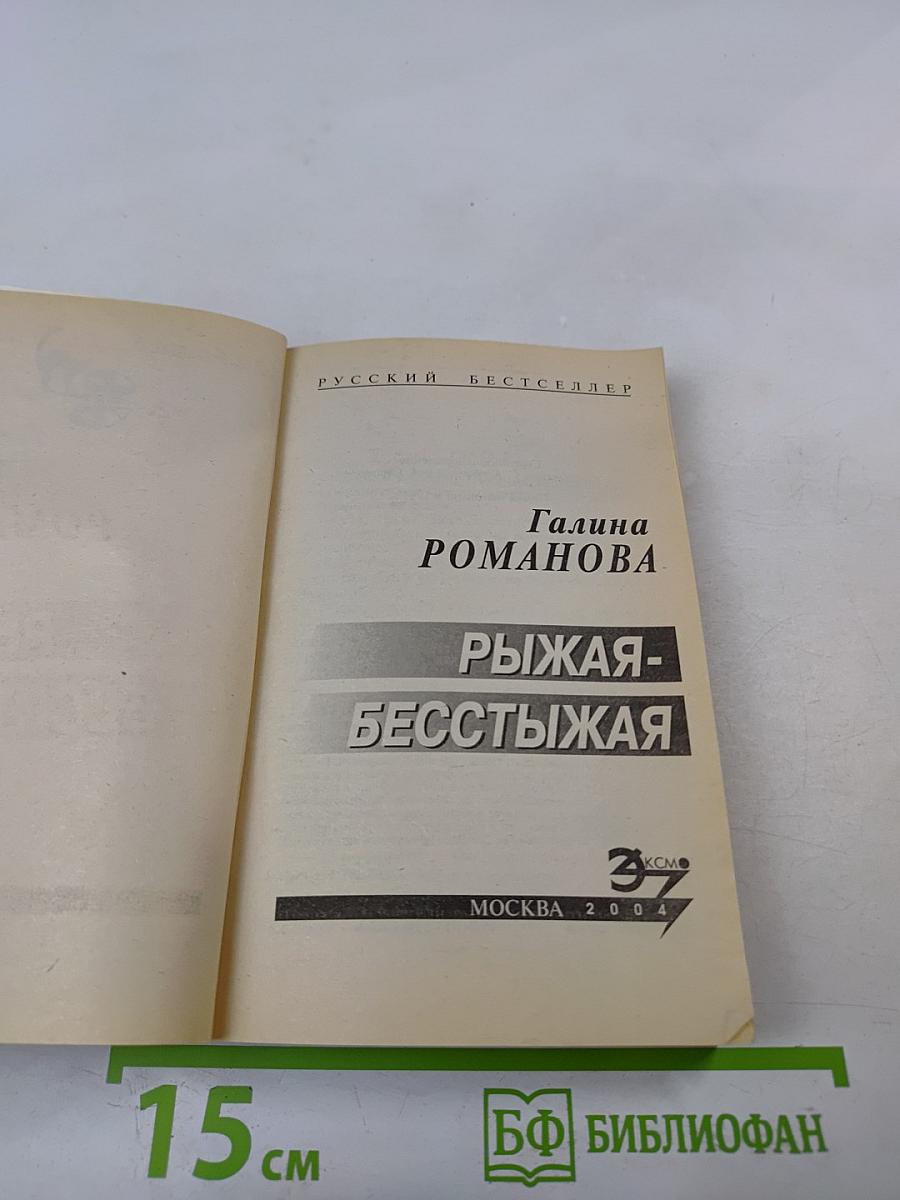 РУССКИЙ БЕСТСЕЛЛЕР
Галина
РОМАНОВА
РЫЖАЯ-
БЕССТЫЖАЯ
ЭКСМО
МОСКВА 2004
15 см
БФ БИБЛИОФАН